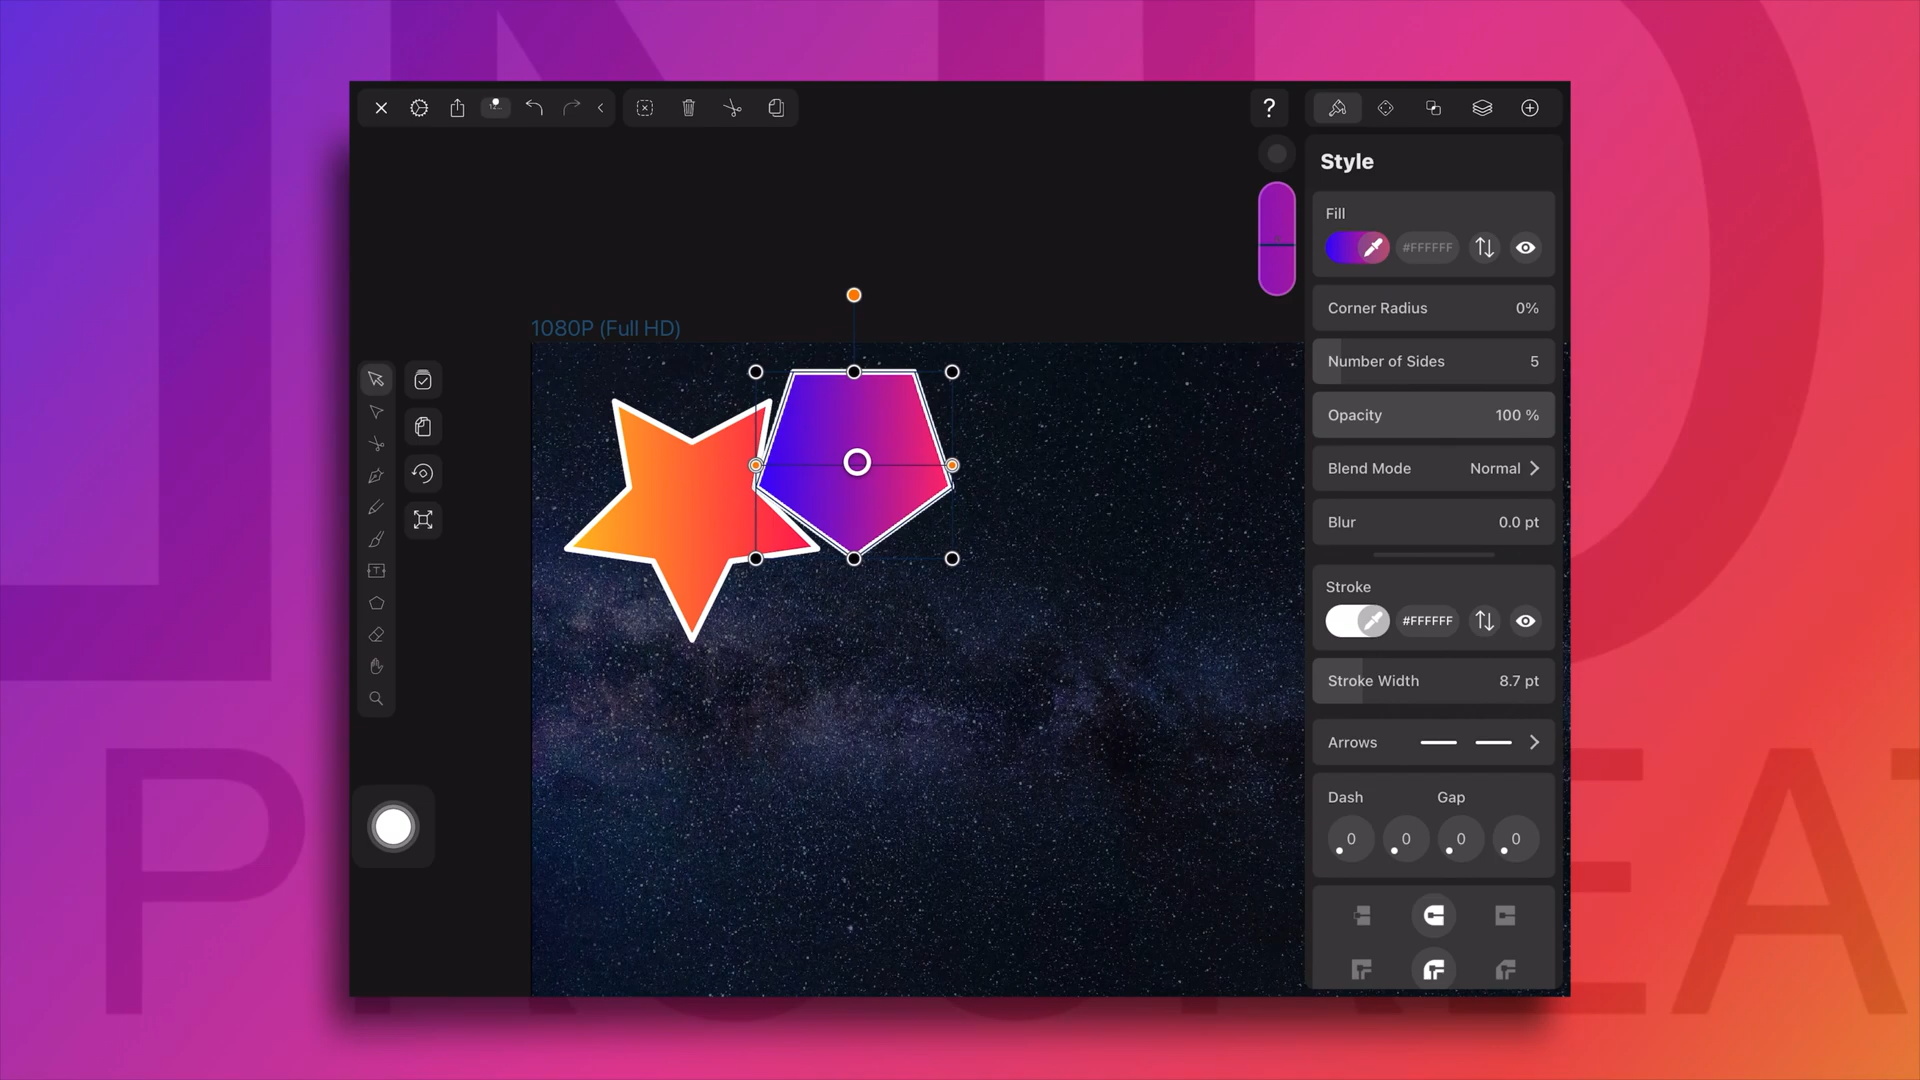 ?
Style
Fill
#FFFFFF
Corner Radius 0%
1080P (Full HD)
Number of Sides 5
Opacity 100 %
Blend Mode Normal
Blur 0.0 pt
Stroke
#FFFFFF
Stroke Width 8.7 pt
Arrows
Dash Gap
0 0 0 0